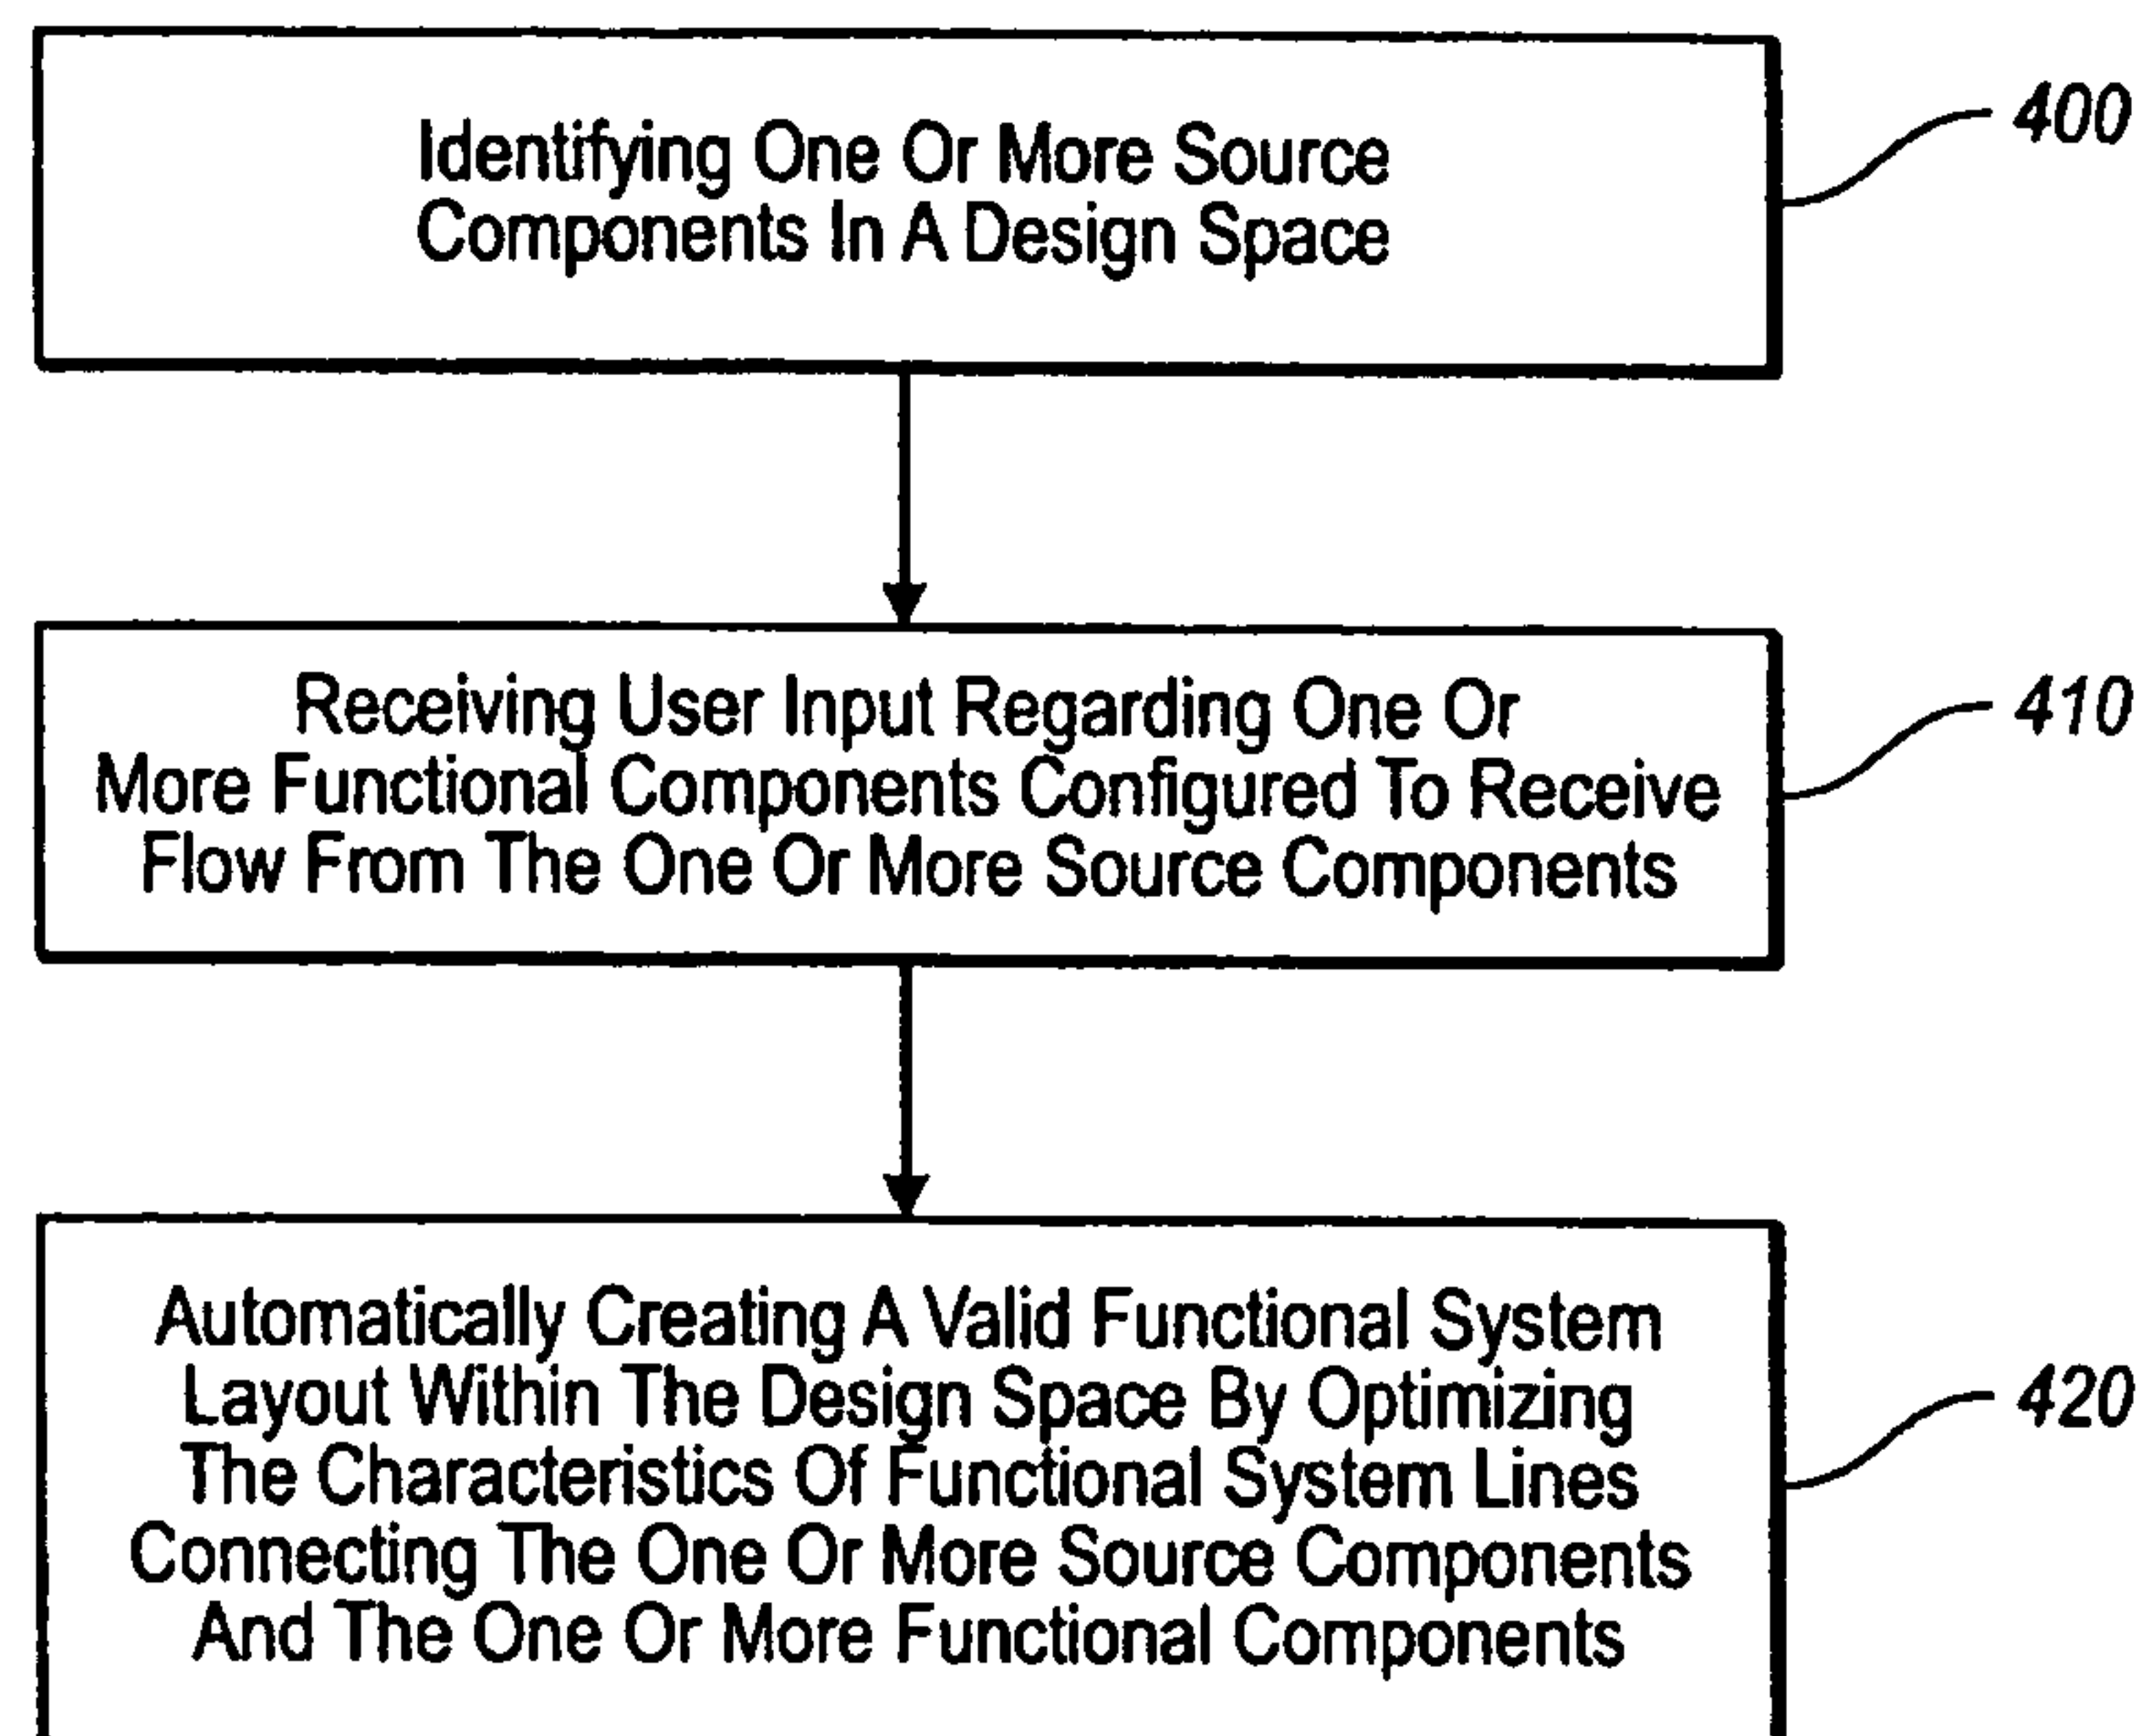 Identifying One Or More Source
Components In A Design Space
400
Receiving User Input Regarding One Or
More Functional Components Configured To Receive
Flow From The One Or More Source Components
410
Automatically Creating A Valid Functional System
Layout Within The Design Space By Optimizing
The Characteristics Of Functional System Lines
Connecting The One Or More Source Components
And The One Or More Functional Components
420